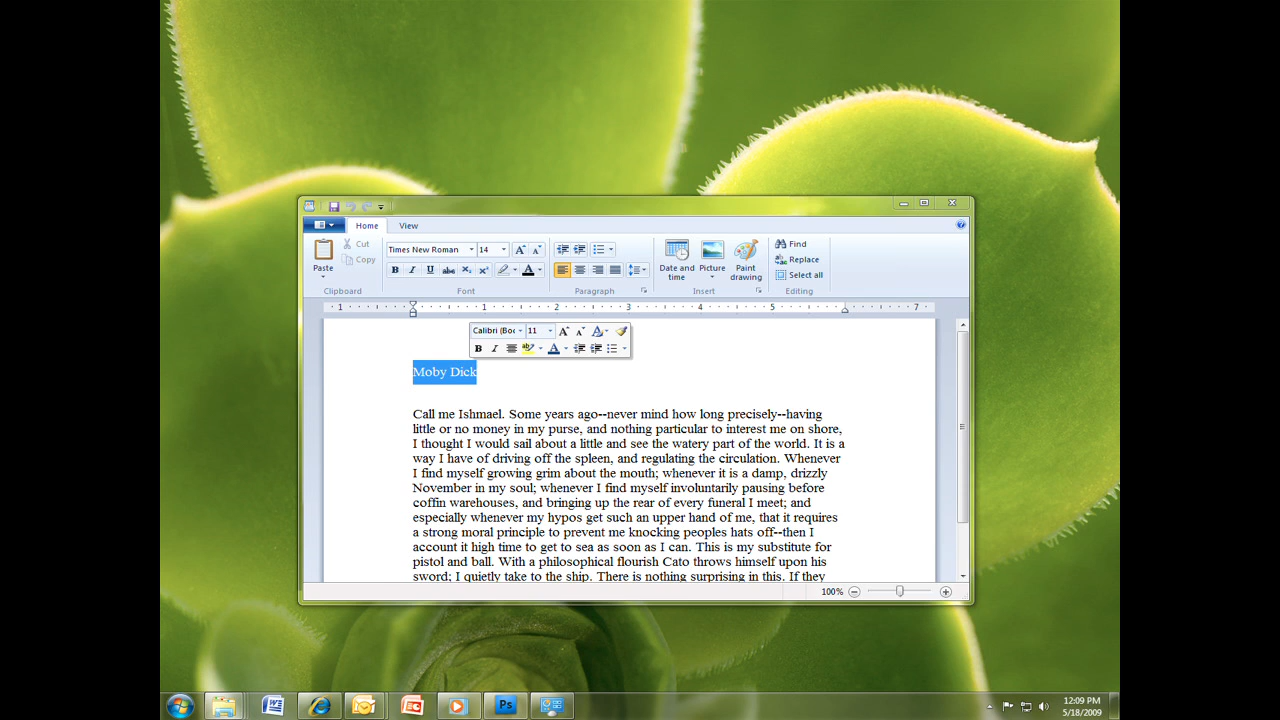 Home View
Paste
Cut
Copy
Clipboard
Times New Roman 14
Font
Paragraph
Date and time
Picture
Paint drawing
Insert
Find
Replace
Select all
Editing
1 1 2 3 4 5 7
Calibri (Boc 11
Moby Dick
Call me Ishmael. Some years ago--never mind how long precisely--having
little or no money in my purse, and nothing particular to interest me on shore,
I thought I would sail about a little and see the watery part of the world. It is a
way I have of driving off the spleen, and regulating the circulation. Whenever
I find myself growing grim about the mouth; whenever it is a damp, drizzly
November in my soul; whenever I find myself involuntarily pausing before
coffin warehouses, and bringing up the rear of every funeral I meet; and
especially whenever my hypos get such an upper hand of me, that it requires
a strong moral principle to prevent me knocking peoples hats off--then I
account it high time to get to sea as soon as I can. This is my substitute for
pistol and ball. With a philosophical flourish Cato throws himself upon his
sword; I quietly take to the ship. There is nothing surprising in this. If they
100%
Ps
12:09 PM
5/18/2009